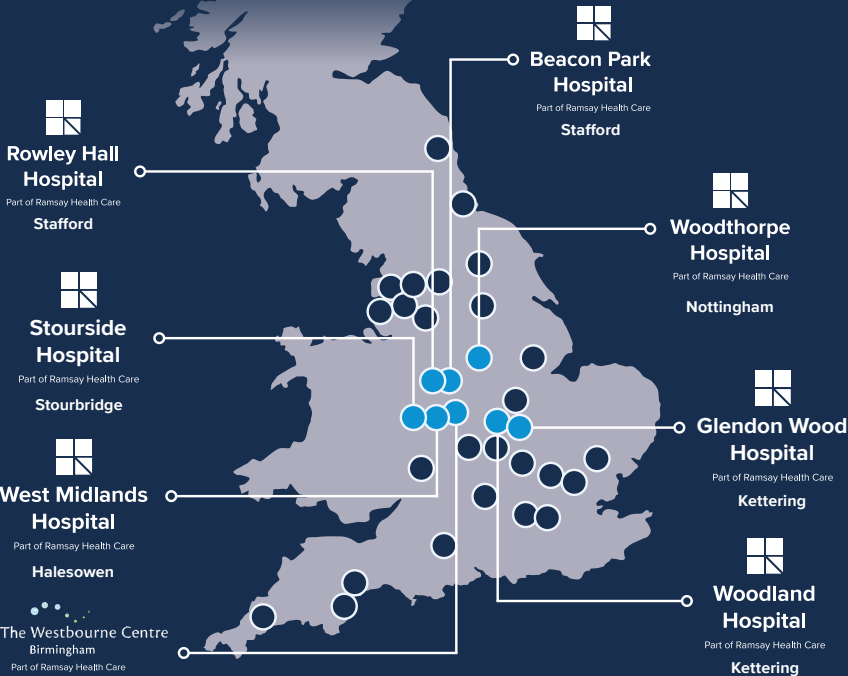 Beacon Park
Hospital
Part of Ramsay Health Care
Stafford
Rowley Hall
Hospital
Part of Ramsay Health Care
Stafford
Woodthorpe
Hospital
Part of Ramsay Health Care
Nottingham
Stourside
Hospital
Part of Ramsay Health Care
Stourbridge
Glendon Wood
Hospital
Part of Ramsay Health Care
Kettering
West Midlands
Hospital
Part of Ramsay Health Care
Halesowen
Woodland
Hospital
Part of Ramsay Health Care
Kettering
The Westbourne Centre
Birmingham
Part of Ramsay Health Care